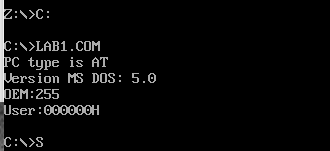 Z:\>C:
C:\>LAB1.COM
PC type is AT
Version MS DOS: 5.0
OEM:255
User:000000H
C:\>S